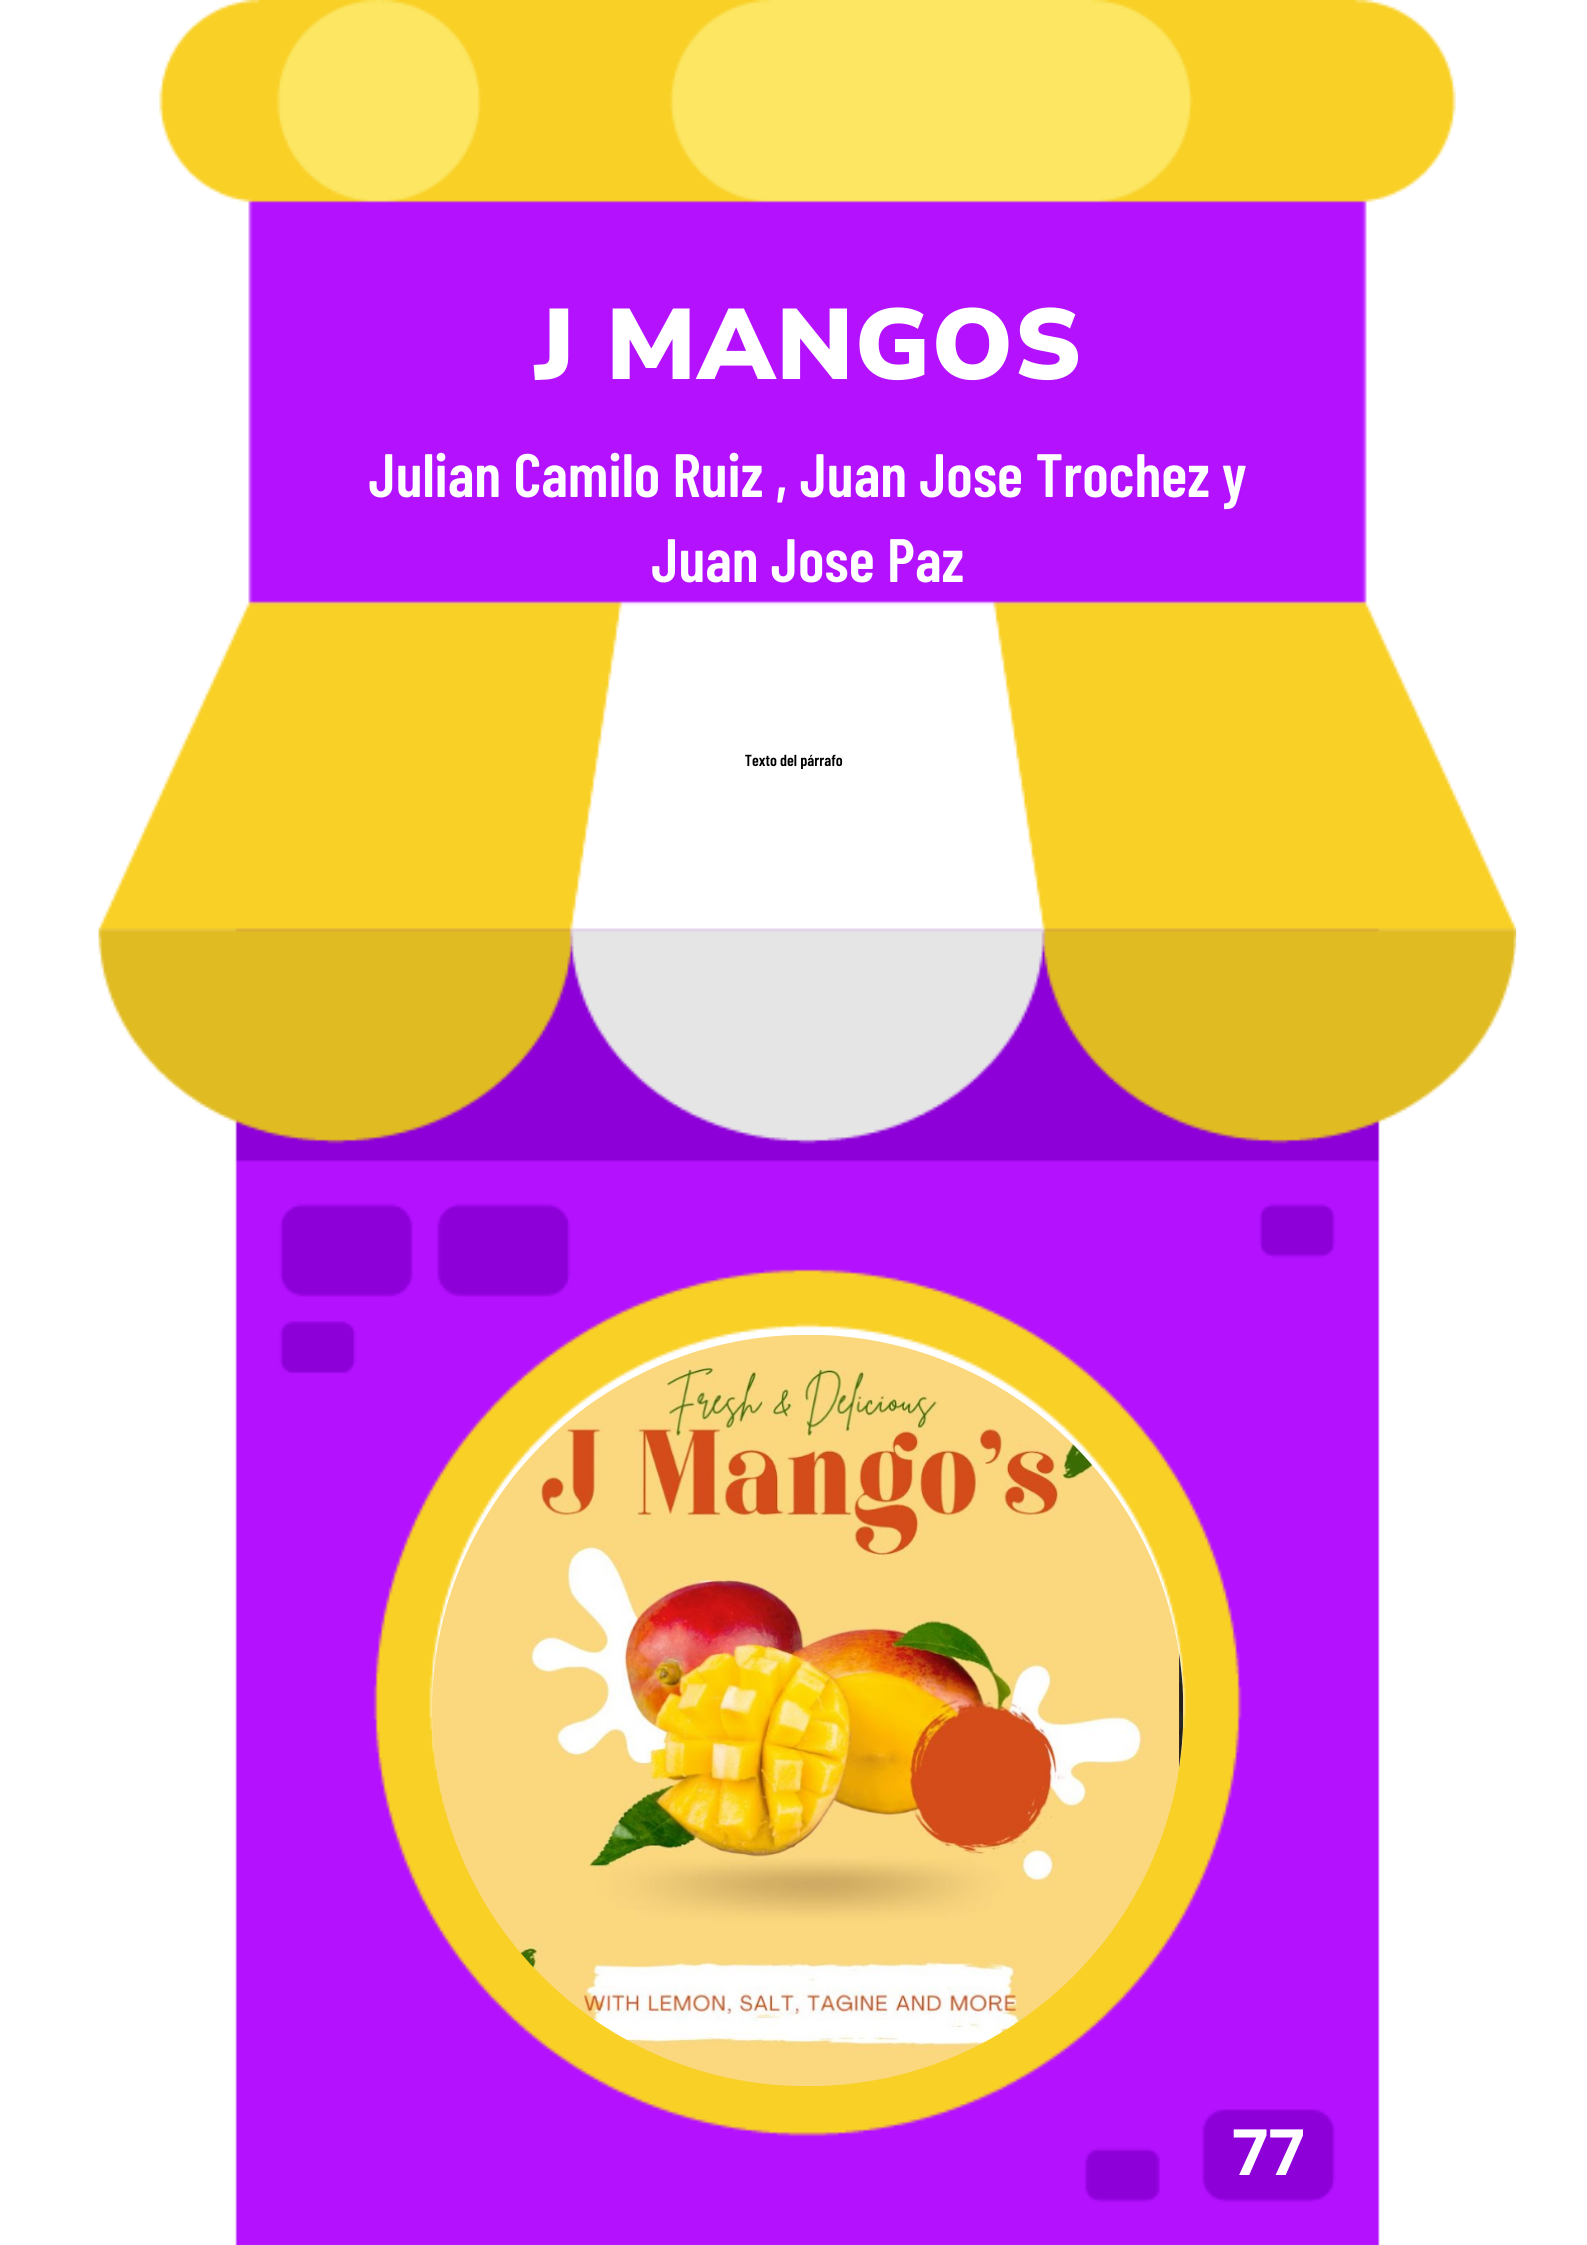 J MANGOS
Julian Camilo Ruiz , Juan Jose Trochez y
Juan Jose Paz
Texto del párrafo
Fresh & Delicious
J Mango's
WITH LEMON, SALT, TAGINE AND MORE
77